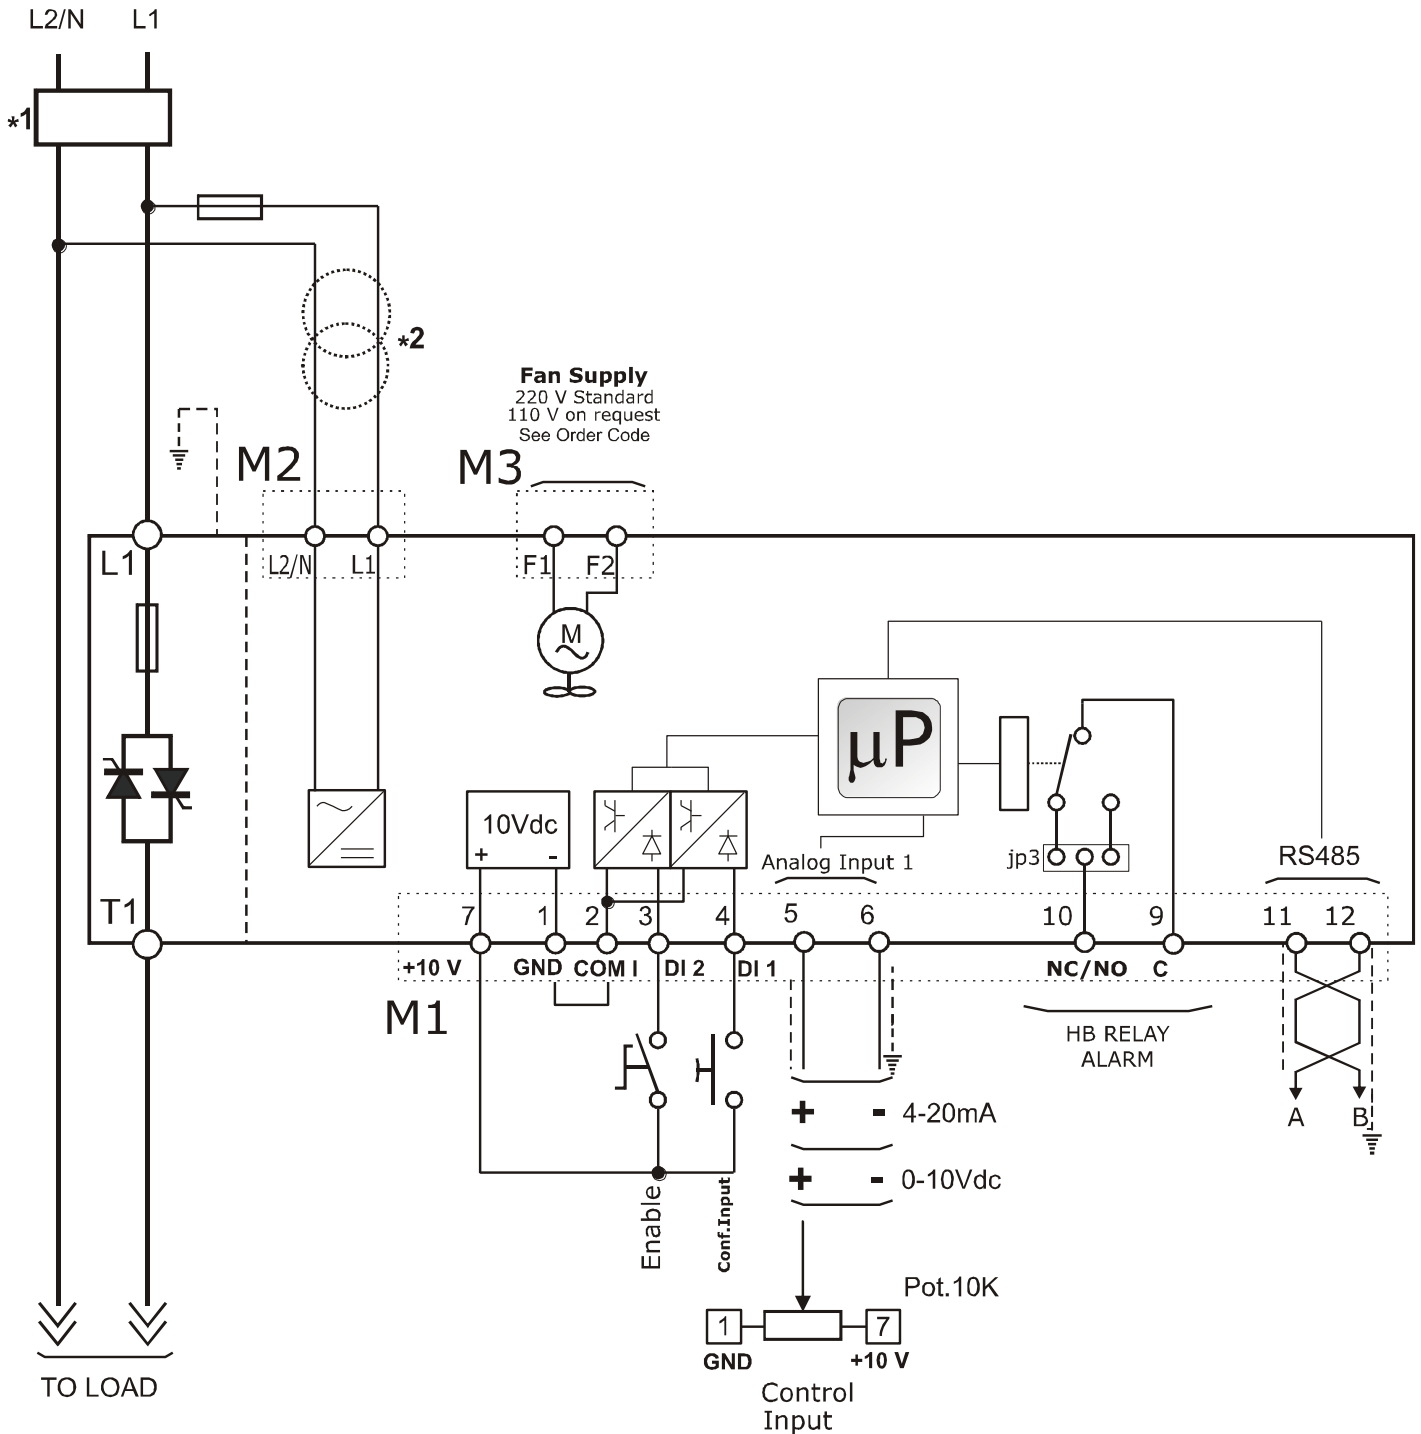 L2/N L1
*1
*2
Fan Supply
220 V Standard
110 V on request
See Order Code
M2 M3
L1 L2/N L1 F1 F2
M
µP
10Vdc
+ -
Analog Input 1
jp3
RS485
T1
7 1 2 3 4 5 6 10 9 11 12
+10 V GND COM I DI 2 DI 1 NC/NO C
M1
HB RELAY
ALARM
+ - 4-20mA
A B
+ - 0-10Vdc
Enable
Conf.Input
Pot.10K
1 7
GND +10 V
TO LOAD
Control
Input